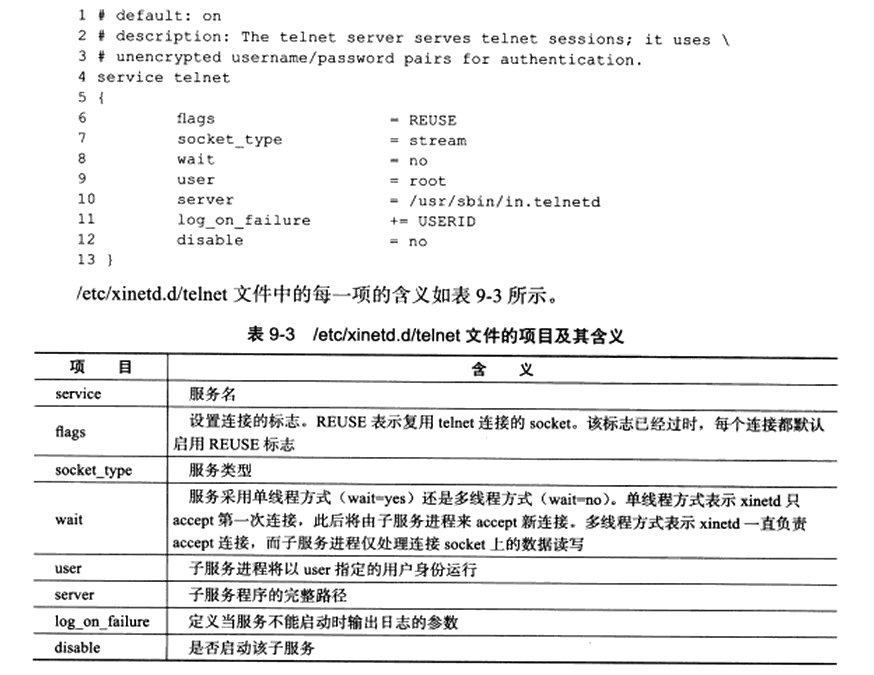 1 # default: on
2 # description: The telnet server serves telnet sessions; it uses \
3 # unencrypted username/password pairs for authentication.
4 service telnet
5 {
6 flags = REUSE
7 socket_type = stream
8 wait = no
9 user = root
10 server = /usr/sbin/in.telnetd
11 log_on_failure += USERID
12 disable = no
13 }
/etc/xinetd.d/telnet 文件中的每一项的含义如表 9-3 所示。
表 9-3 /etc/xinetd.d/telnet 文件的项目及其含义
项 目 含 义
service 服务名
flags 设置连接的标志。REUSE 表示复用 telnet 连接的 socket。该标志已经过时，每个连接都默认
启用 REUSE 标志
socket_type 服务类型
wait 服务采用单线程方式（wait=yes）还是多线程方式（wait=no）。单线程方式表示 xinetd 只
accept 第一次连接，此后将由子服务进程来 accept 新连接。多线程方式表示 xinetd 一直负责
accept 连接，而子服务进程仅处理连接 socket 上的数据读写
user 子服务进程将以 user 指定的用户身份运行
server 子服务程序的完整路径
log_on_failure 定义当服务不能启动时输出日志的参数
disable 是否启动该子服务